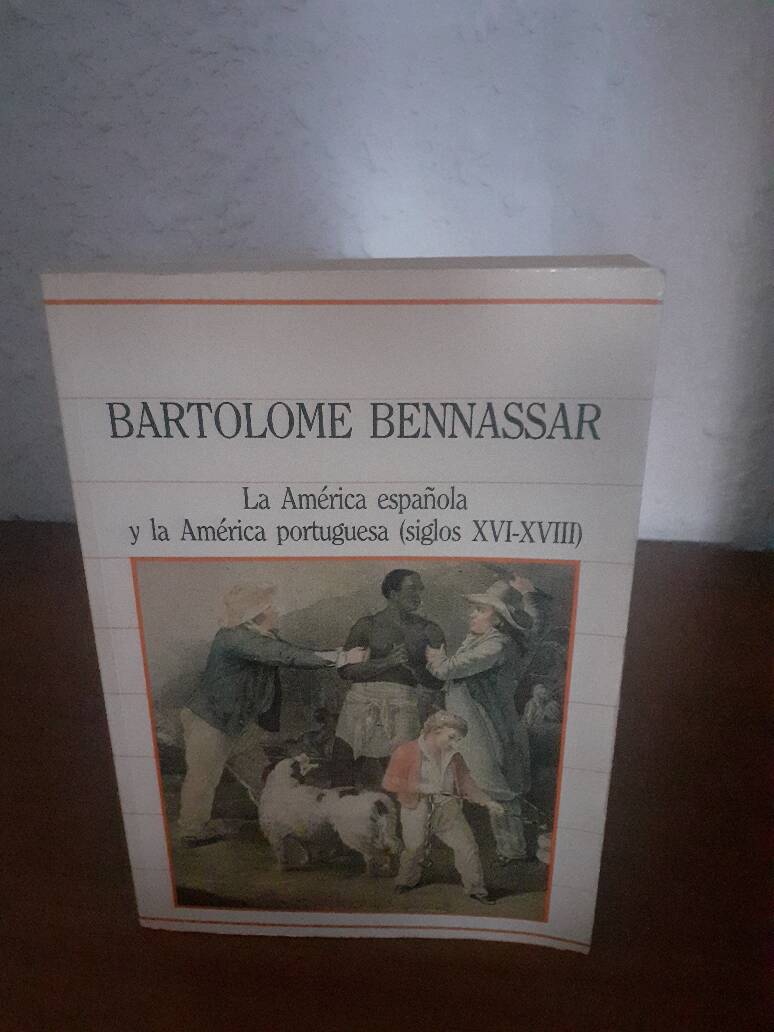 BARTOLOME BENNASSAR
La América española
y la América portuguesa (siglos XVI-XVIII)